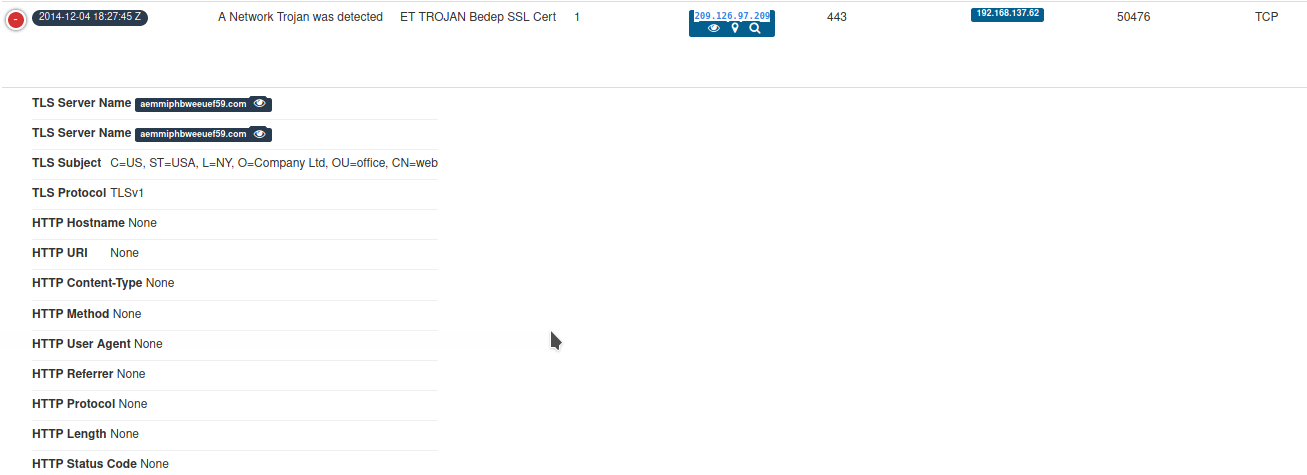 2014-12-04 18:27:45 Z A Network Trojan was detected ET TROJAN Bedep SSL Cert 1 209.126.97.209 443 192.168.137.62 50476 TCP
TLS Server Name aemmiphbweeuef59.com
TLS Server Name aemmiphbweeuef59.com
TLS Subject C=US, ST=USA, L=NY, O=Company Ltd, OU=office, CN=web
TLS Protocol TLSv1
HTTP Hostname None
HTTP URI None
HTTP Content-Type None
HTTP Method None
HTTP User Agent None
HTTP Referrer None
HTTP Protocol None
HTTP Length None
HTTP Status Code None